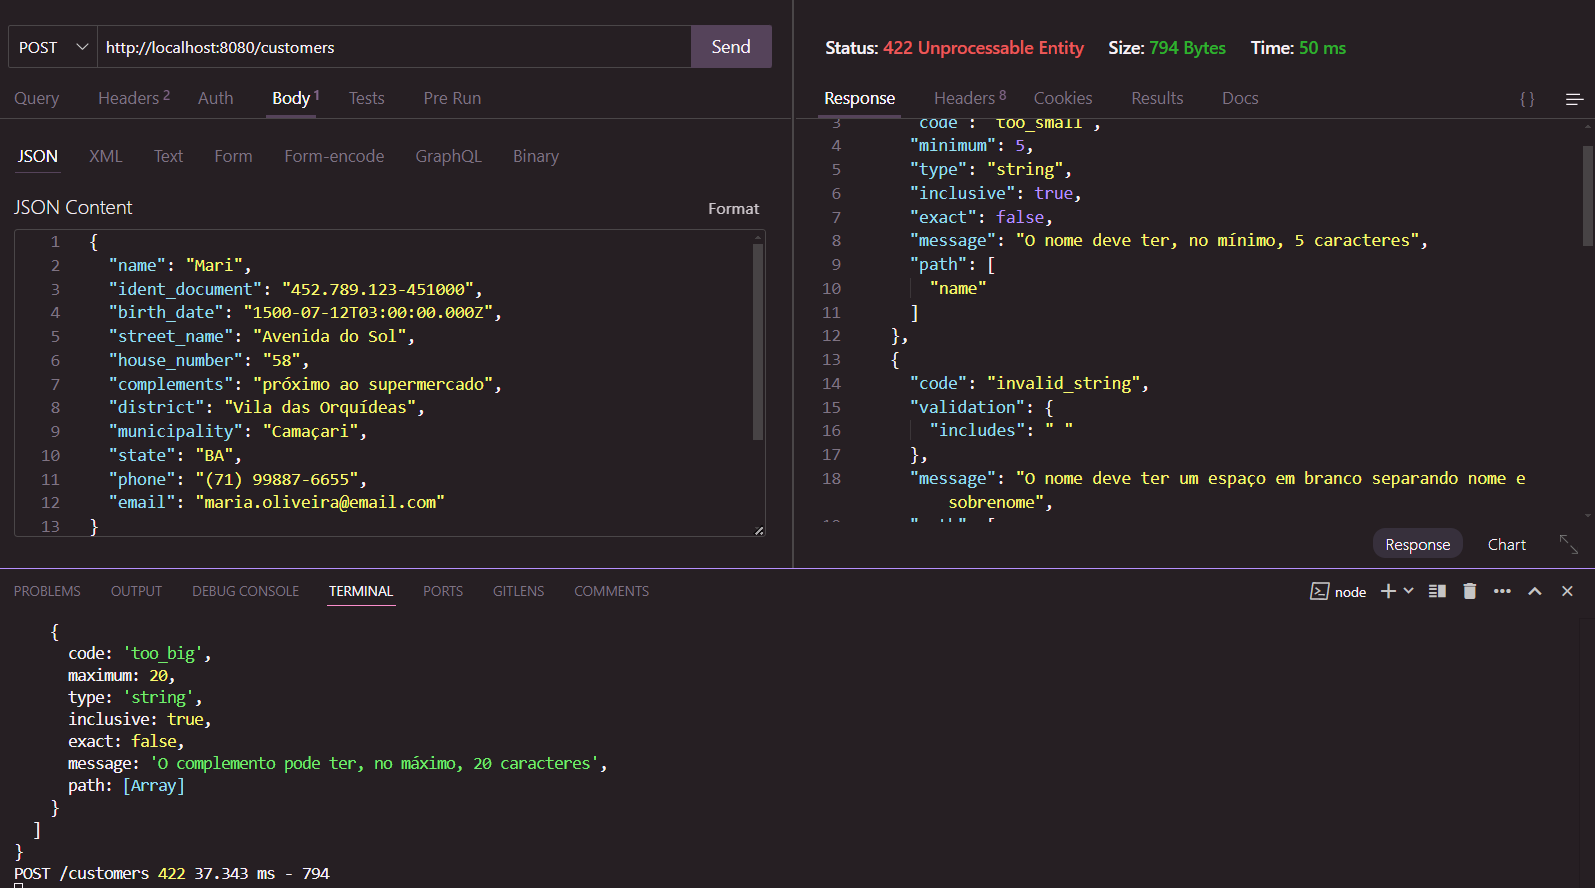 POST http://localhost:8080/customers Send
Query Headers 2 Auth Body 1 Tests Pre Run
JSON XML Text Form Form-encode GraphQL Binary
JSON Content Format
1 {
2 "name": "Mari",
3 "ident_document": "452.789.123-451000",
4 "birth_date": "1500-07-12T03:00:00.000Z",
5 "street_name": "Avenida do Sol",
6 "house_number": "58",
7 "complements": "próximo ao supermercado",
8 "district": "Vila das Orquídeas",
9 "municipality": "Camaçari",
10 "state": "BA",
11 "phone": "(71) 99887-6655",
12 "email": "maria.oliveira@email.com"
13 }
Status: 422 Unprocessable Entity Size: 794 Bytes Time: 50 ms
Response Headers 8 Cookies Results Docs { }
3 "code": "too_small",
4 "minimum": 5,
5 "type": "string",
6 "inclusive": true,
7 "exact": false,
8 "message": "O nome deve ter, no mínimo, 5 caracteres",
9 "path": [
10 "name"
11 ]
12 },
13 {
14 "code": "invalid_string",
15 "validation": {
16 "includes": " "
17 },
18 "message": "O nome deve ter um espaço em branco separando nome e
sobrenome",
Response Chart
PROBLEMS OUTPUT DEBUG CONSOLE TERMINAL PORTS GITLENS COMMENTS node
{
code: 'too_big',
maximum: 20,
type: 'string',
inclusive: true,
exact: false,
message: 'O complemento pode ter, no máximo, 20 caracteres',
path: [Array]
}
]
}
POST /customers 422 37.343 ms - 794